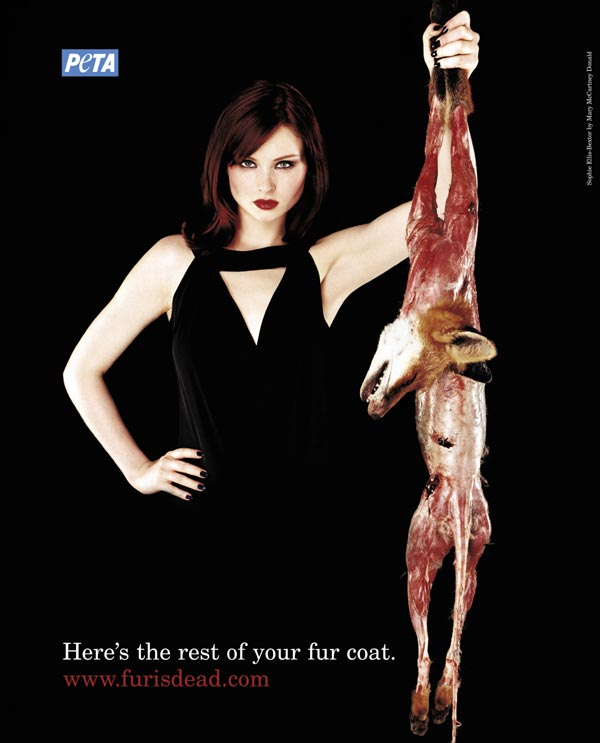 PETA
Sophie Ellis-Bextor by Mary McCartney Donald
Here's the rest of your fur coat.
www.furisdead.com